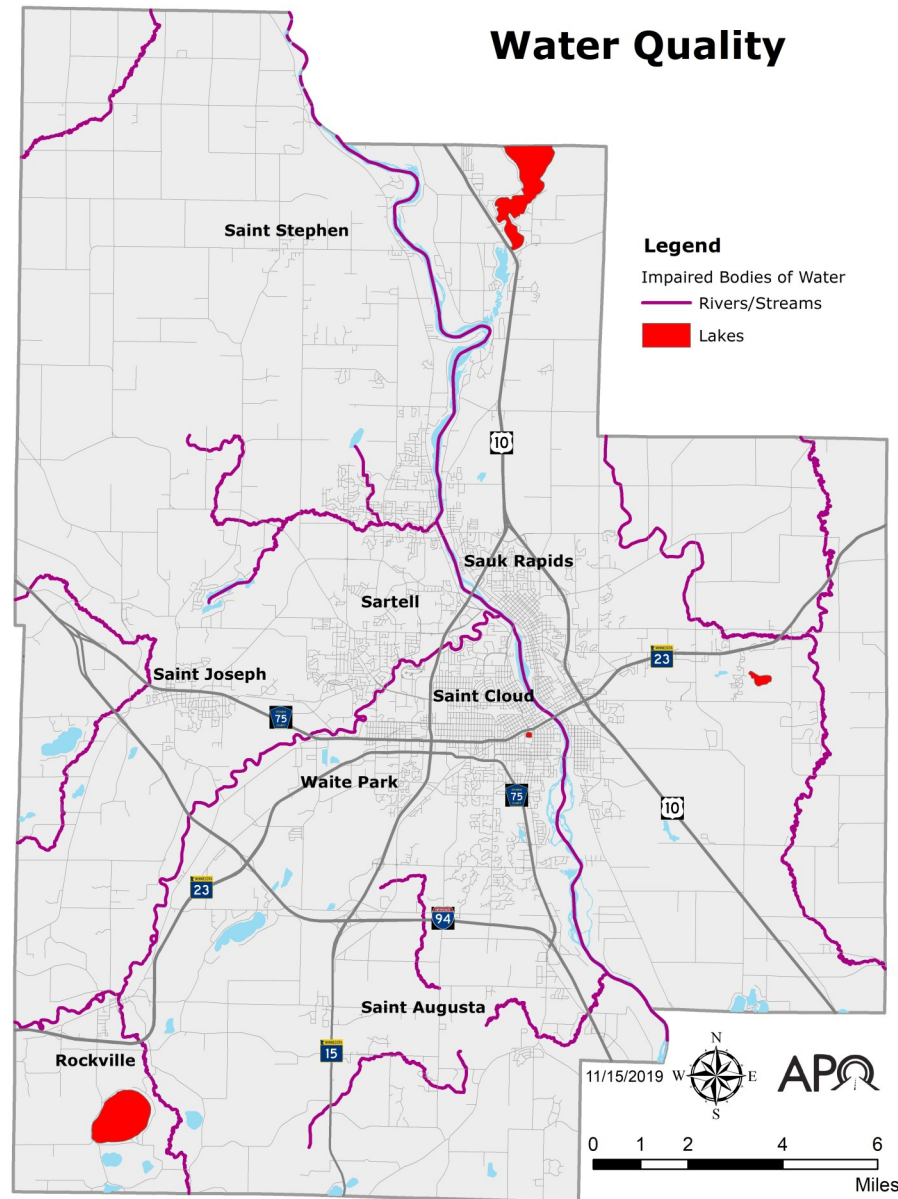 Water Quality
Saint Stephen
Legend
Impaired Bodies of Water
Rivers/Streams
Lakes
10
Sauk Rapids
Sartell
23
Saint Joseph
Saint Cloud
75
Waite Park
75
10
23
94
Saint Augusta
Rockville
15
11/15/2019
N
W
E
S
APO
0 1 2 4 6
Miles